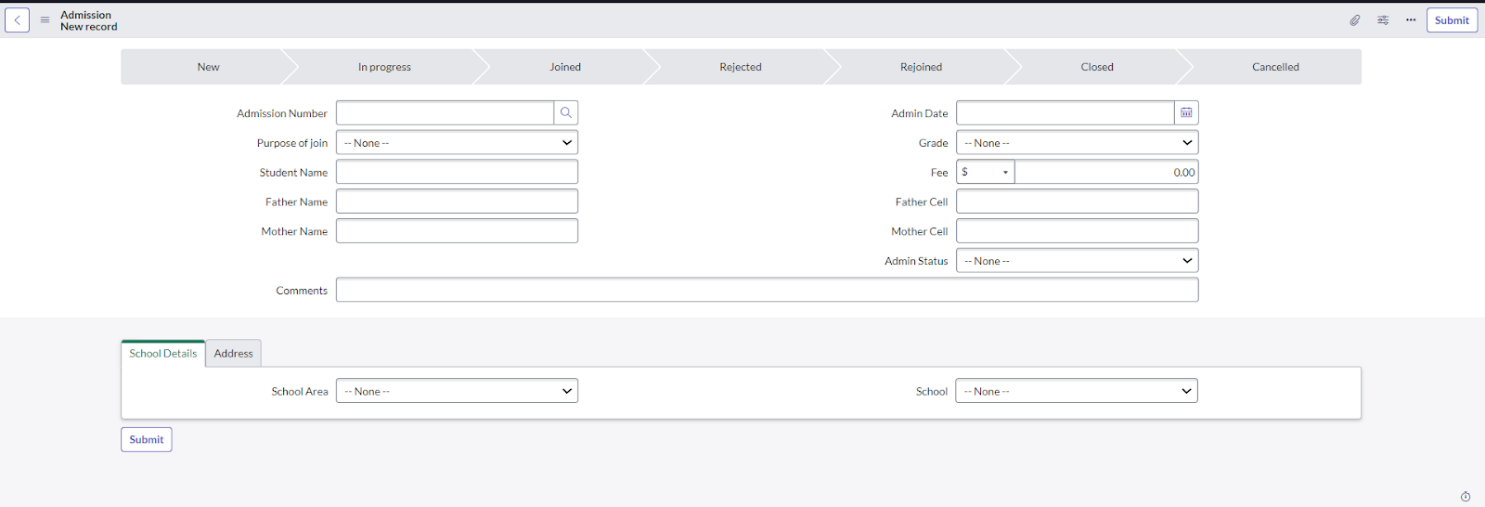 Admission
New record
Submit
New
In progress
Joined
Rejected
Rejoined
Closed
Cancelled
Admission Number
Admin Date
Purpose of join
-- None --
Grade
-- None --
Student Name
Fee
$
0.00
Father Name
Father Cell
Mother Name
Mother Cell
Admin Status
-- None --
Comments
School Details
Address
School Area
-- None --
School
-- None --
Submit